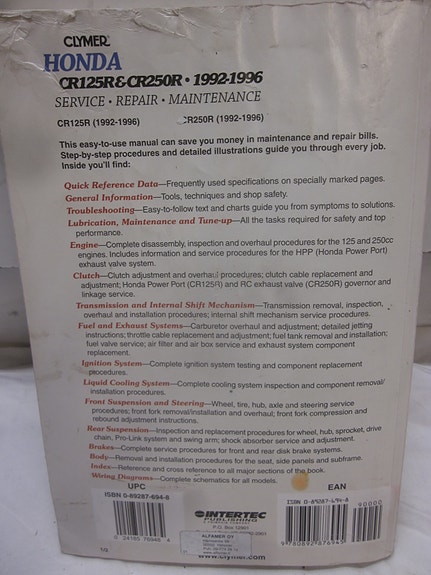 CLYMER
HONDA
CR125R & CR250R • 1992-1996
SERVICE • REPAIR • MAINTENANCE
CR125R (1992-1996) CR250R (1992-1996)
This easy-to-use manual can save you money in maintenance and repair bills.
Step-by-step procedures and detailed illustrations guide you through every job.
Inside you'll find:
Quick Reference Data—Frequently used specifications on specially marked pages.
General Information—Tools, techniques and shop safety.
Troubleshooting—Easy-to-follow text and charts guide you from symptoms to solutions.
Lubrication, Maintenance and Tune-up—All the tasks required for safety and top
performance.
Engine—Complete disassembly, inspection and overhaul procedures for the 125 and 250cc
engines. Includes information and service procedures for the HPP (Honda Power Port)
exhaust valve system.
Clutch—Clutch adjustment and overhaul procedures; clutch cable replacement and
adjustment; Honda Power Port (CR125R) and RC exhaust valve (CR250R) governor and
linkage service.
Transmission and Internal Shift Mechanism—Transmission removal, inspection,
overhaul and installation procedures; internal shift mechanism service procedures.
Fuel and Exhaust Systems—Carburetor overhaul and adjustment; detailed jetting
instructions; throttle cable replacement and adjustment; fuel tank removal and installation;
fuel valve service; air filter and air box service and exhaust system component
replacement.
Ignition System—Complete ignition system testing and component replacement
procedures.
Liquid Cooling System—Complete cooling system inspection and component removal/
installation procedures.
Front Suspension and Steering—Wheel, tire, hub, axle and steering service
procedures; front fork removal/installation and overhaul; front fork compression and
rebound adjustment instructions.
Rear Suspension—Inspection and replacement procedures for wheel, hub, sprocket, drive
chain, Pro-Link system and swing arm; shock absorber service and adjustment.
Brakes—Complete service procedures for front and rear disk brake systems.
Body—Removal and installation procedures for the seat, side panels and subframe.
Index—Reference and cross reference to all major sections of the book.
Wiring Diagrams—Complete schematics for all models.
UPC EAN
ISBN 0-89287-694-8 ISBN 0-89287-694-8
90000
INTERTEC
PUBLISHING
P.O. Box 12901
ALFAMER OY
0 24185 76948 9 780892 876945